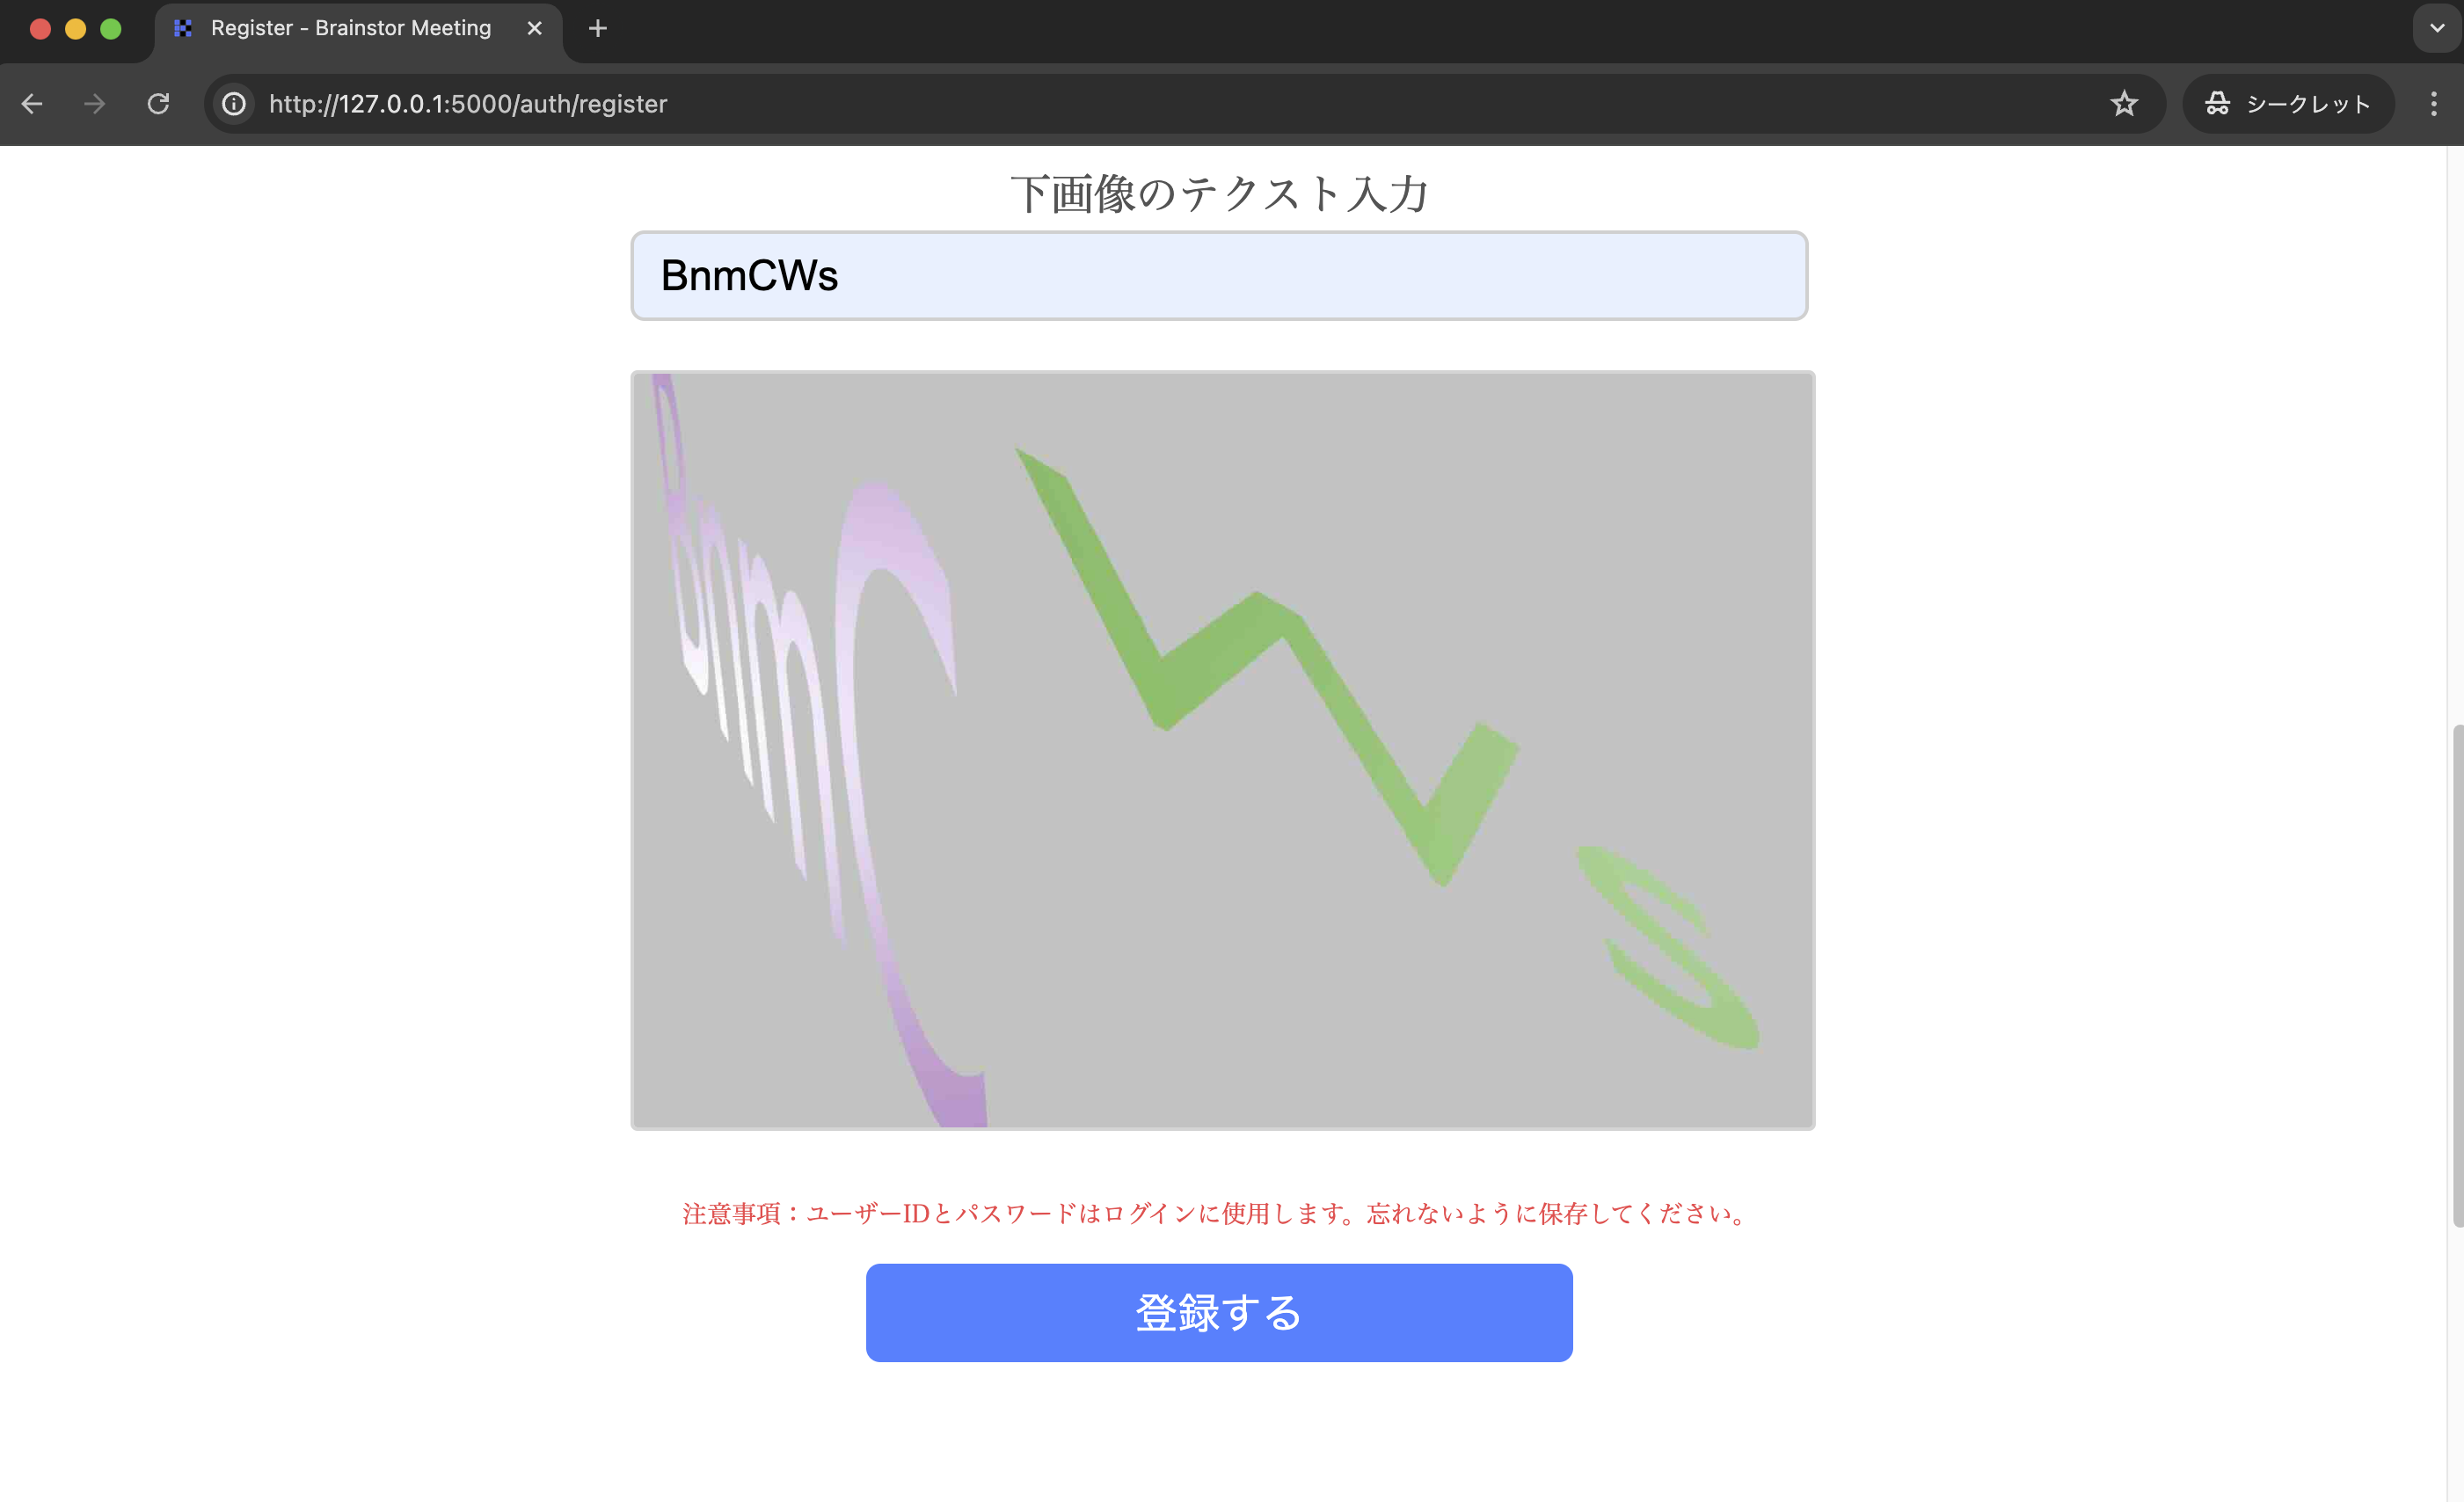 Register - Brainstor Meeting
http://127.0.0.1:5000/auth/register
シークレット
下画像のテクスト入力
BnmCWs
BnmCWs
注意事項：ユーザーIDとパスワードはログインに使用します。忘れないように保存してください。
登録する